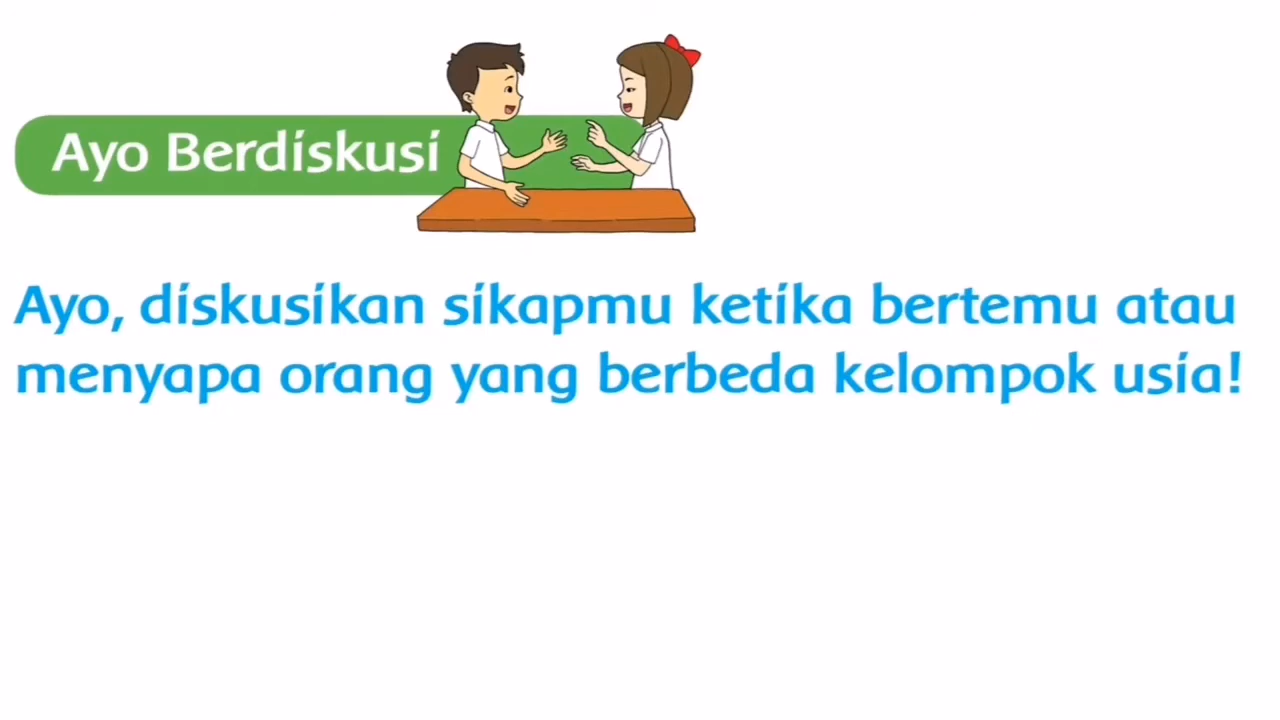 Ayo Berdiskusi
Ayo, diskusikan sikapmu ketika bertemu atau
menyapa orang yang berbeda kelompok usia!